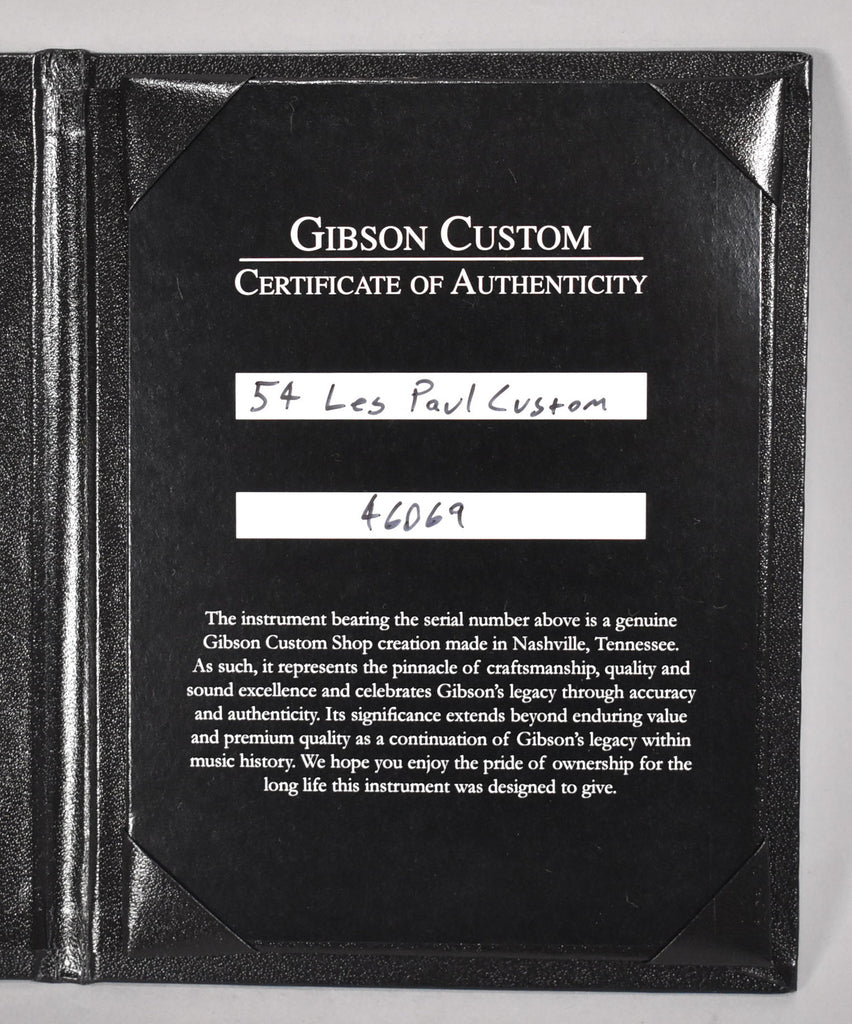 GIBSON CUSTOM
CERTIFICATE OF AUTHENTICITY
54 Les Paul Custom
46069
The instrument bearing the serial number above is a genuine
Gibson Custom Shop creation made in Nashville, Tennessee.
As such, it represents the pinnacle of craftsmanship, quality and
sound excellence and celebrates Gibson's legacy through accuracy
and authenticity. Its significance extends beyond enduring value
and premium quality as a continuation of Gibson's legacy within
music history. We hope you enjoy the pride of ownership for the
long life this instrument was designed to give.